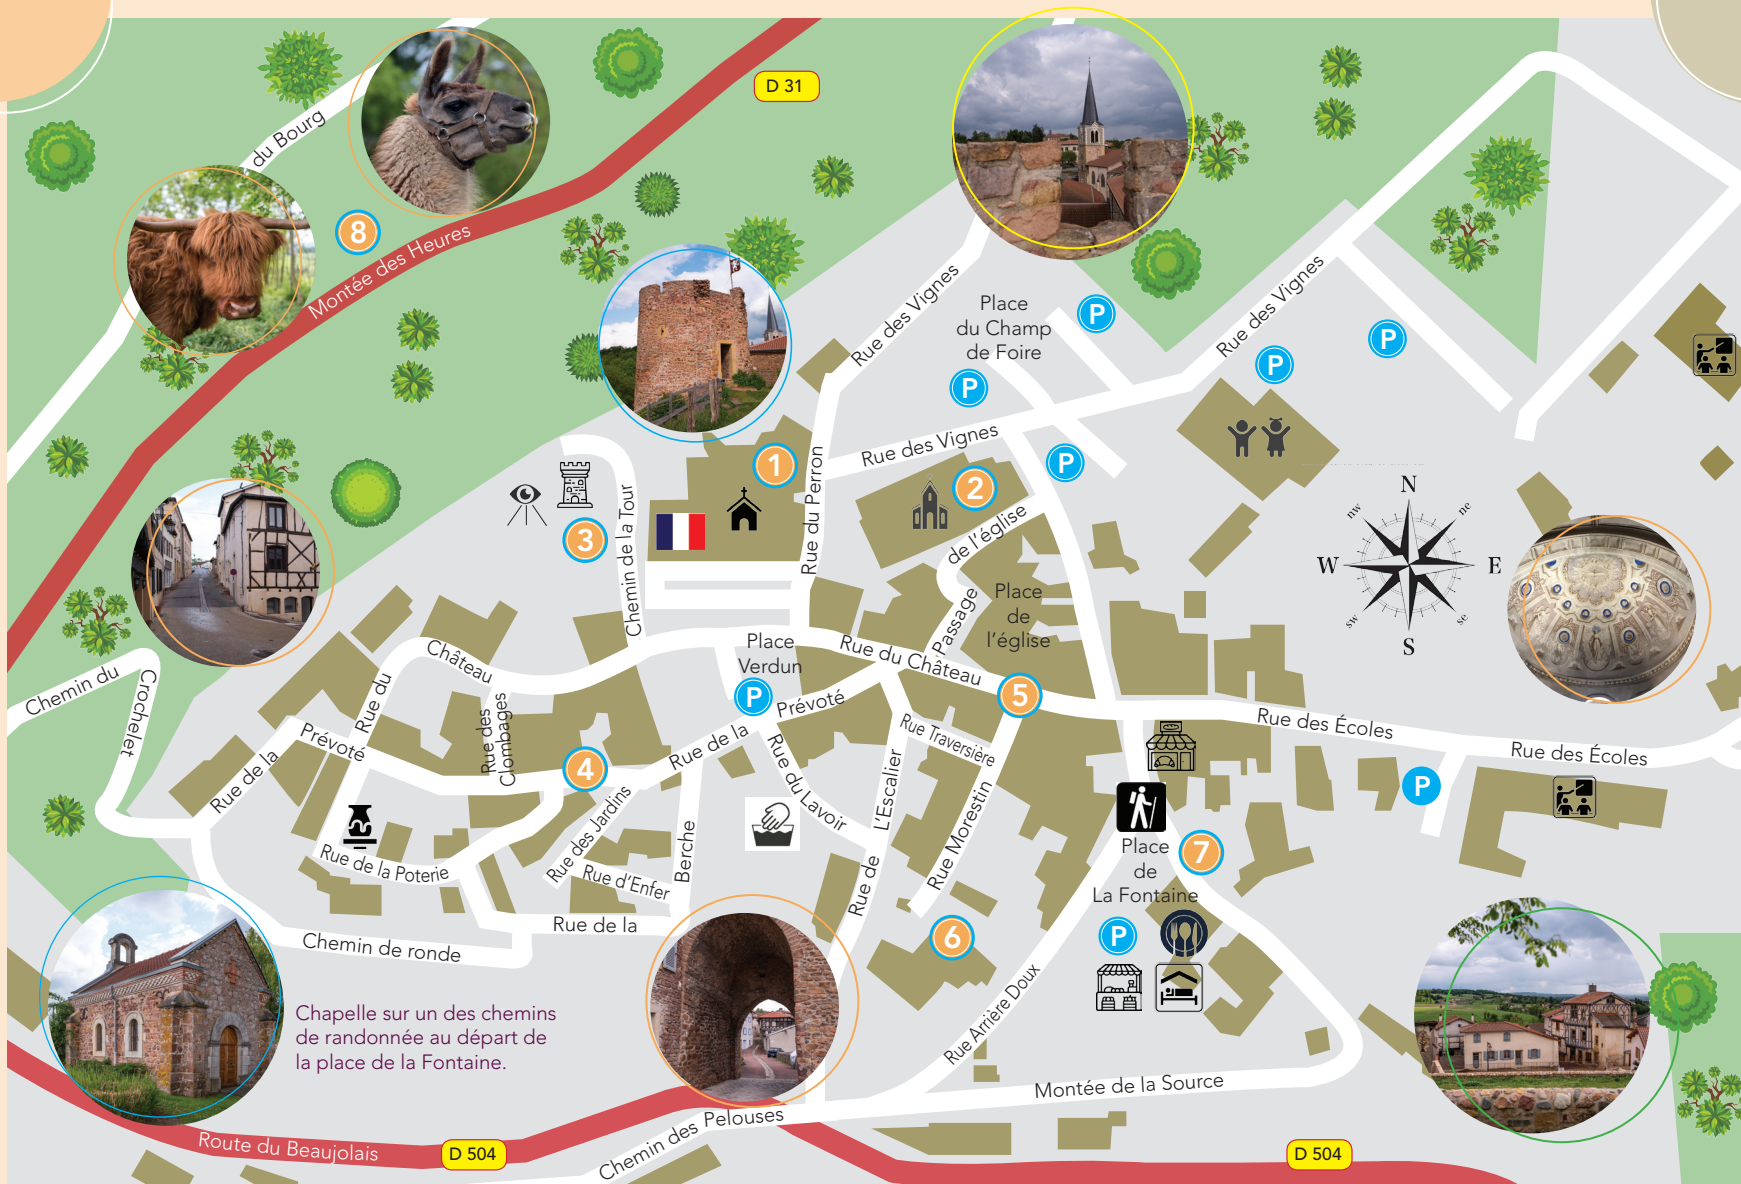 D 31
du Bourg
8
Montée des Heures
Rue des Vignes
Place
du Champ
de Foire
P
P
Rue des Vignes
P
P
Rue des Vignes
P
1
2
3
Chemin de la Tour
Rue du Perron
Passage
de l'église
Place
de
l'église
N
ne
E
se
S
sw
W
nw
Chemin du
Crochelet
Château
Rue du
Place
Verdun
P
Rue du Château
5
Rue des Écoles
Rue des Écoles
P
Rue des
Clombages
Prévoté
Rue de la
4
Rue de la
Prévoté
Rue Traversière
Rue du Lavoir
L'Escalier
Rue de
Rue Morestin
Rue des Jardins
Rue de la Poterie
Rue d'Enfer
Berche
Rue de la
Chemin de ronde
Place
de
La Fontaine
7
P
6
Rue Arrière Doux
Montée de la Source
Chapelle sur un des chemins
de randonnée au départ de
la place de la Fontaine.
Route du Beaujolais
D 504
Chemin des Pelouses
D 504